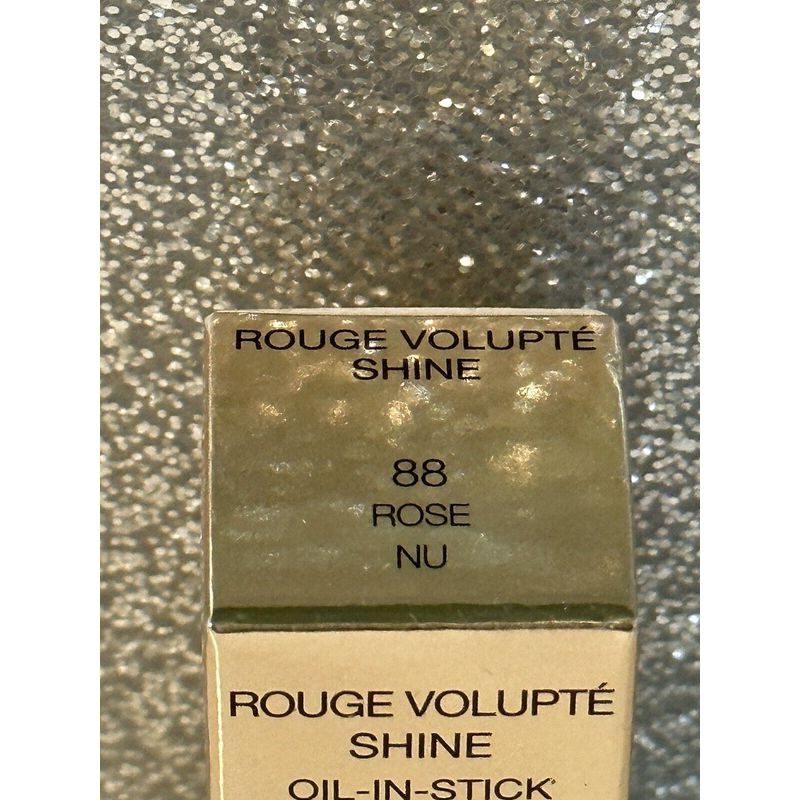 ROUGE VOLUPTÉ
SHINE
88
ROSE
NU
ROUGE VOLUPTÉ
SHINE
OIL-IN-STICK